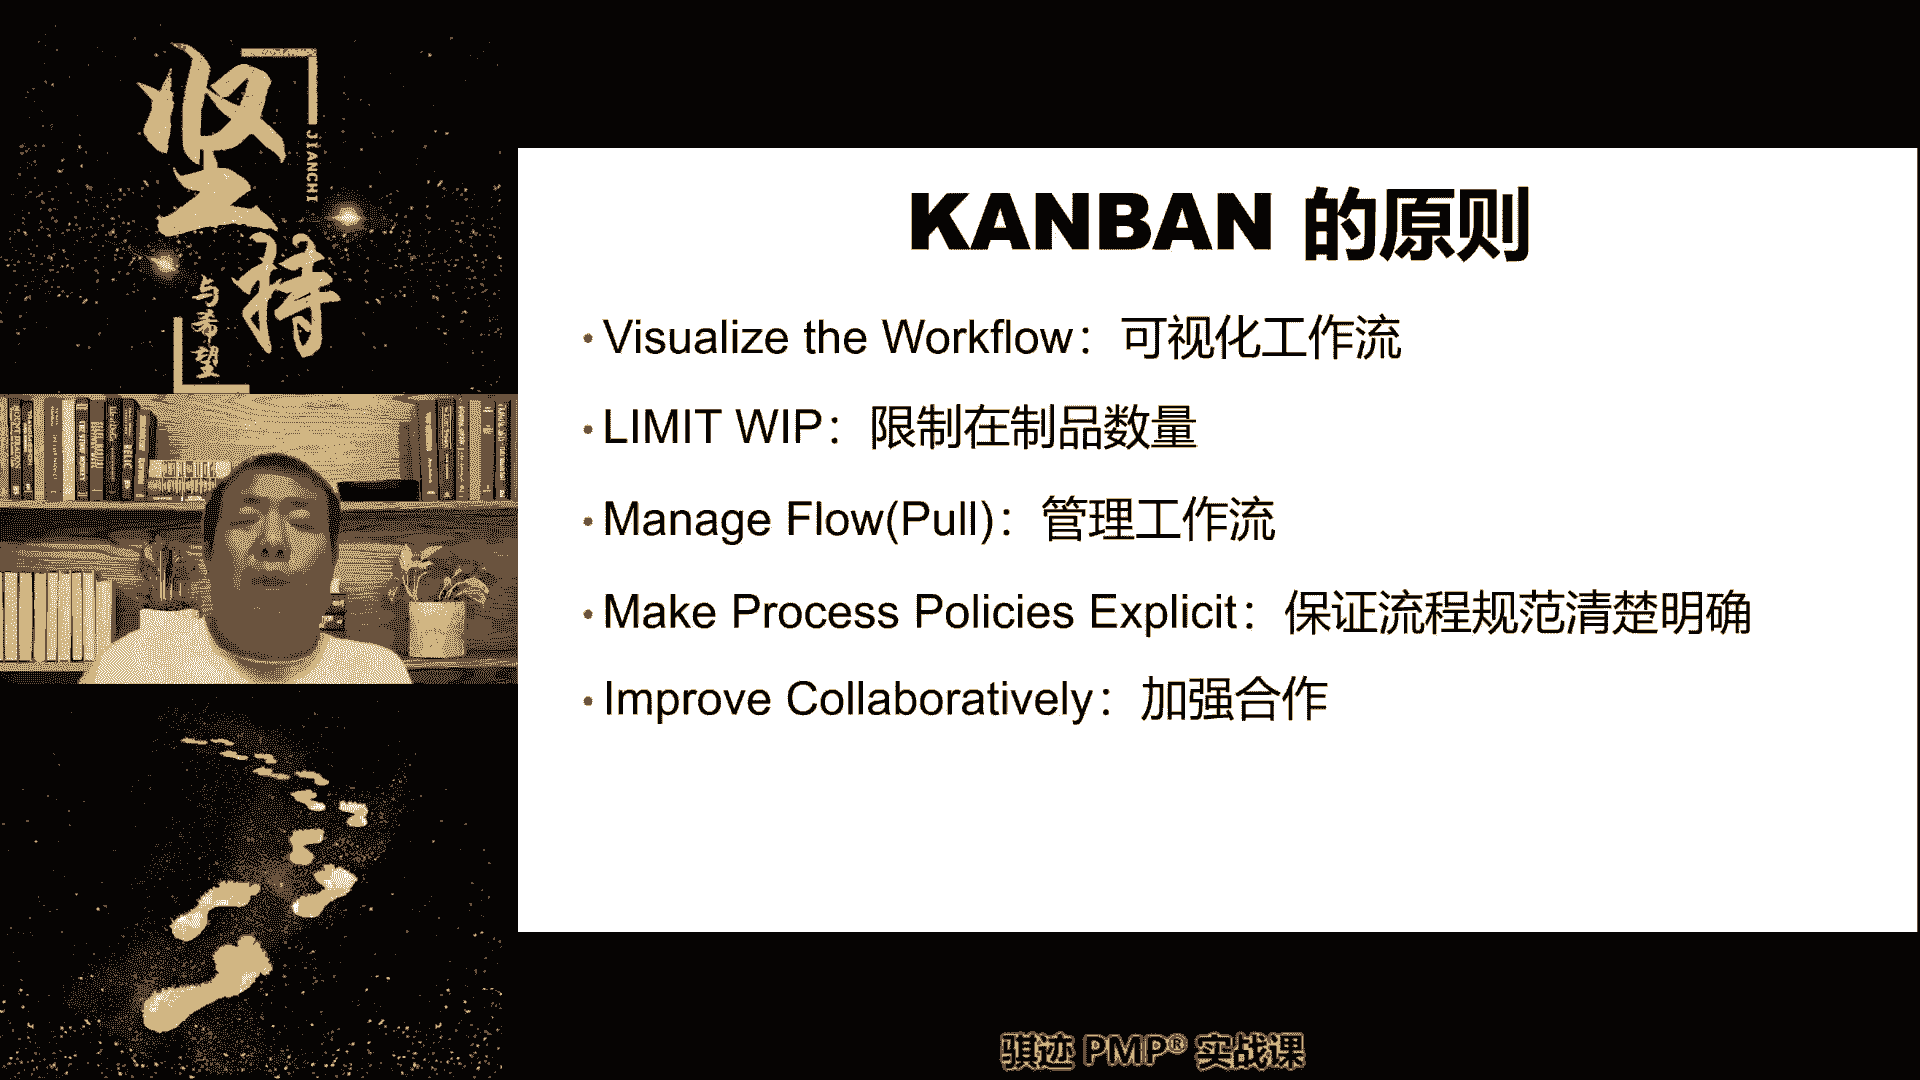 坚
持
JIANCHI
与希望
KANBAN 的原则
• Visualize the Workflow：可视化工作流
• LIMIT WIP：限制在制品数量
• Manage Flow(Pull)：管理工作流
• Make Process Policies Explicit：保证流程规范清楚明确
• Improve Collaboratively：加强合作
骐迹 PMP® 实战课